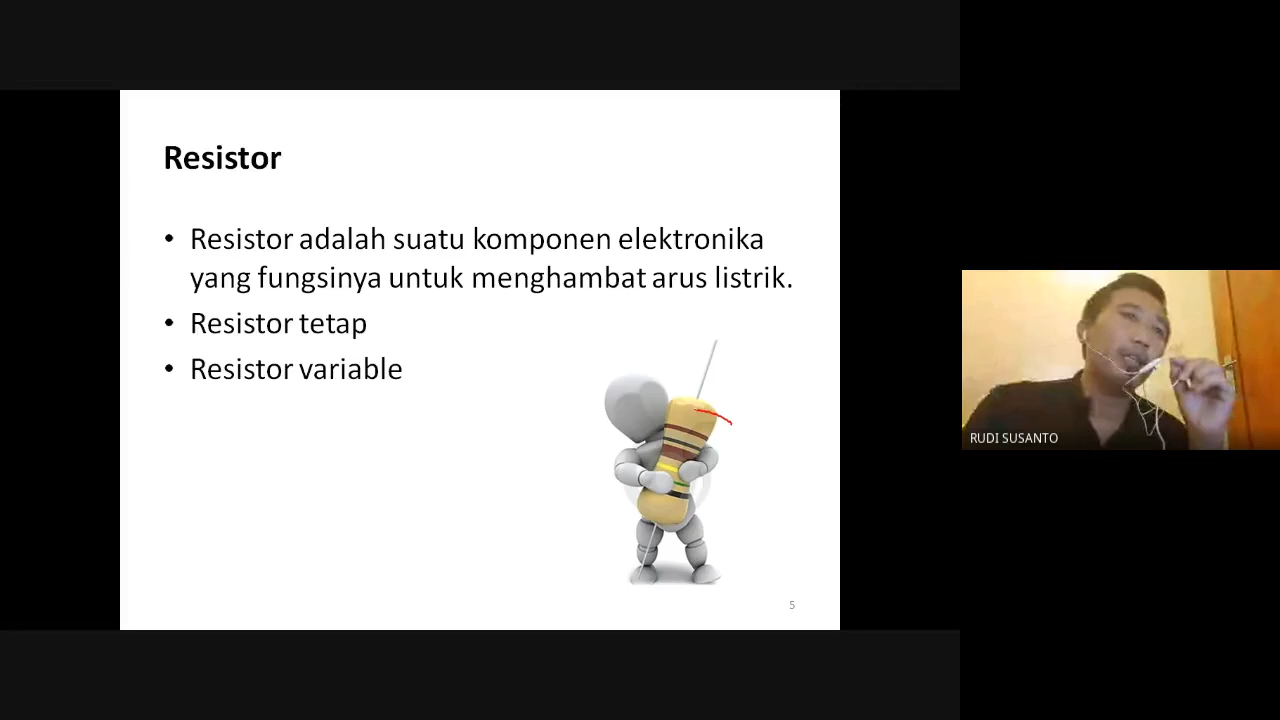 Resistor
• Resistor adalah suatu komponen elektronika
yang fungsinya untuk menghambat arus listrik.
• Resistor tetap
• Resistor variable
5
RUDI SUSANTO